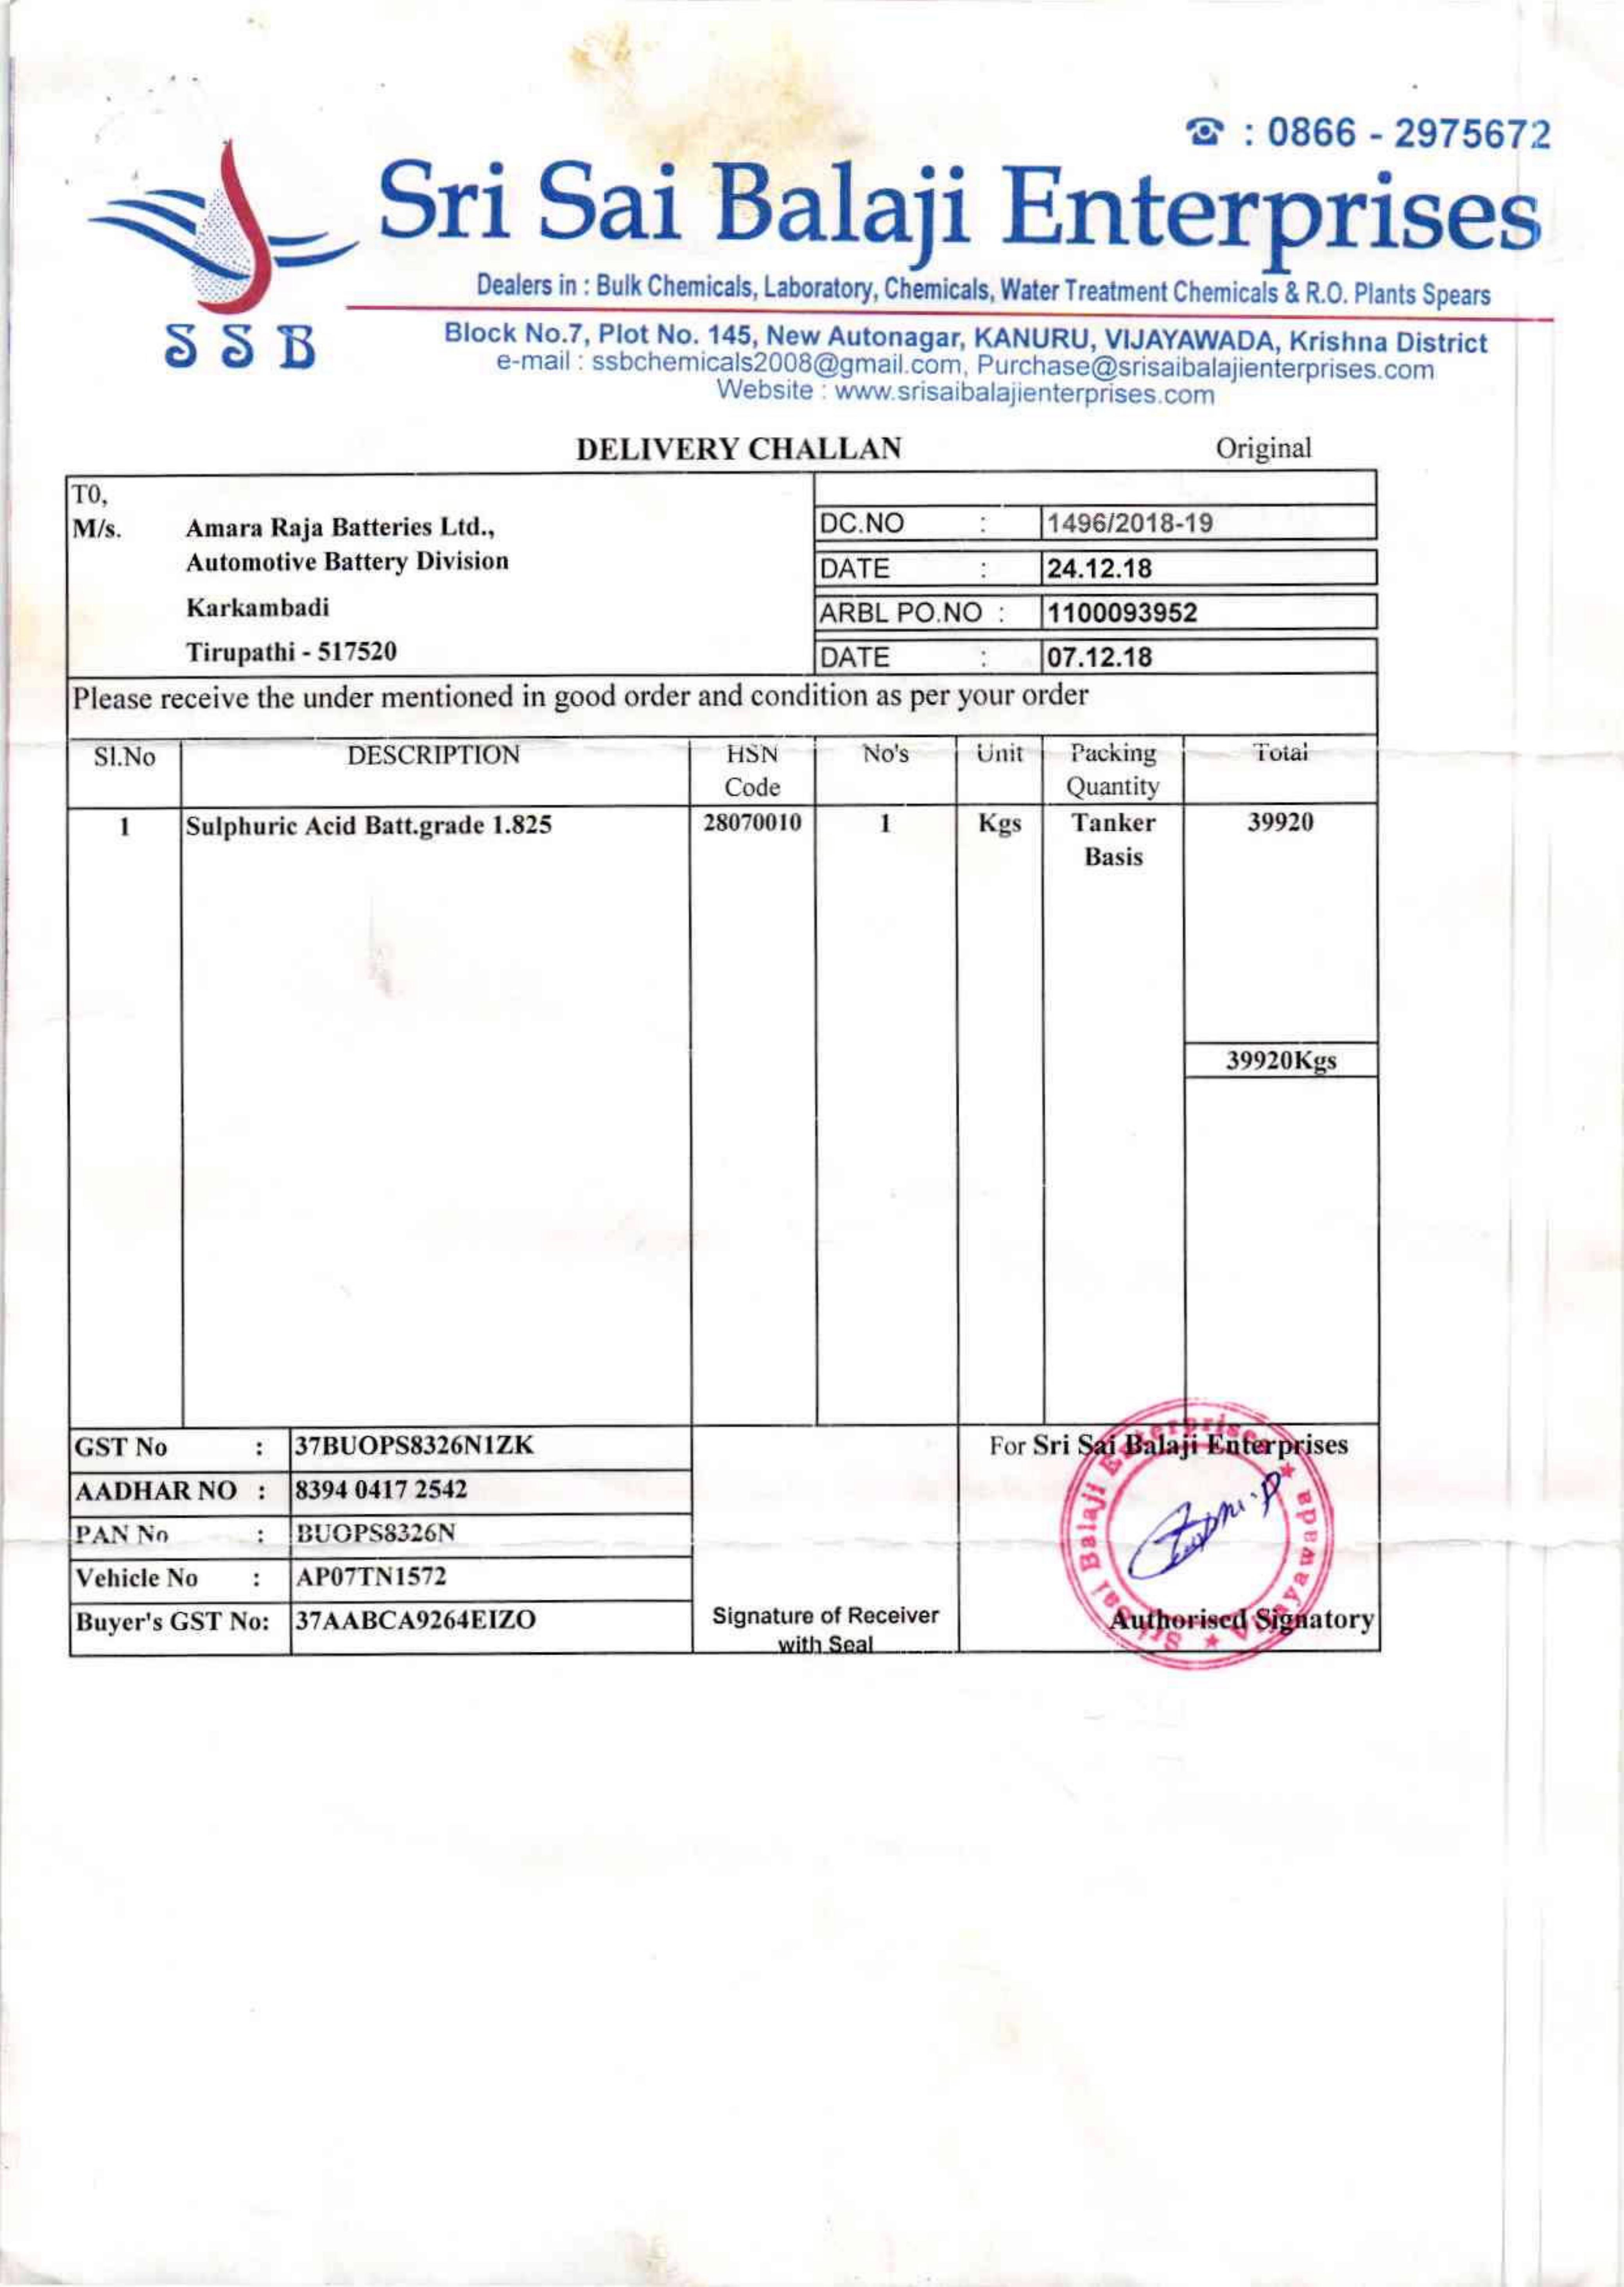 ☎ : 0866 - 2975672
Sri Sai Balaji Enterprises
Dealers in : Bulk Chemicals, Laboratory, Chemicals, Water Treatment Chemicals & R.O. Plants Spears
SSB
Block No.7, Plot No. 145, New Autonagar, KANURU, VIJAYAWADA, Krishna District
e-mail : ssbchemicals2008@gmail.com, Purchase@srisaibalajienterprises.com
Website : www.srisaibalajienterprises.com
DELIVERY CHALLAN Original
T0,
M/s. Amara Raja Batteries Ltd.,
Automotive Battery Division
Karkambadi
Tirupathi - 517520
DC.NO : 1496/2018-19
DATE : 24.12.18
ARBL PO.NO : 1100093952
DATE : 07.12.18
Please receive the under mentioned in good order and condition as per your order
Sl.No DESCRIPTION HSN Code No's Unit Packing Quantity Total
1 Sulphuric Acid Batt.grade 1.825 28070010 1 Kgs Tanker Basis 39920
39920Kgs
GST No : 37BUOPS8326N1ZK
AADHAR NO : 8394 0417 2542
PAN No : BUOPS8326N
Vehicle No : AP07TN1572
Buyer's GST No: 37AABCA9264EIZO
Signature of Receiver
with Seal
For Sri Sai Balaji Enterprises
Authorised Signatory
Sri Sai Balaji Enterprises ★ Vijayawada ★